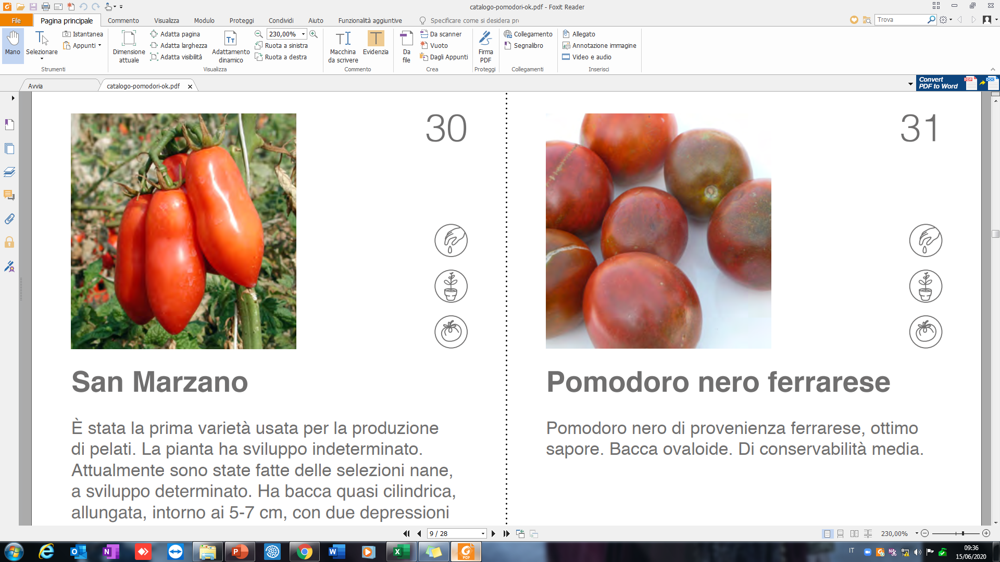 catalogo-pomodori-ok.pdf - Foxit Reader
File
Pagina principale
Commento
Visualizza
Modulo
Proteggi
Condividi
Aiuto
Funzionalità aggiuntive
Specificare come si desidera pr
Trova
Mano
Selezionare
Istantanea
Appunti
Strumenti
Dimensione
attuale
Adatta pagina
Adatta larghezza
Adatta visibilità
Adattamento
dinamico
230,00%
Ruota a sinistra
Ruota a destra
Visualizza
Macchina
da scrivere
Evidenzia
Commento
Da
file
Da scanner
Vuoto
Dagli Appunti
Crea
Firma
PDF
Proteggi
Collegamento
Segnalibro
Collegamenti
Allegato
Annotazione immagine
Video e audio
Inserisci
Avvia
catalogo-pomodori-ok.pdf
Convert
PDF to Word
30
San Marzano
È stata la prima varietà usata per la produzione
di pelati. La pianta ha sviluppo indeterminato.
Attualmente sono state fatte delle selezioni nane,
a sviluppo determinato. Ha bacca quasi cilindrica,
allungata, intorno ai 5-7 cm, con due depressioni
31
Pomodoro nero ferrarese
Pomodoro nero di provenienza ferrarese, ottimo
sapore. Bacca ovaloide. Di conservabilità media.
9 / 28
230,00%
IT
09:36
15/06/2020